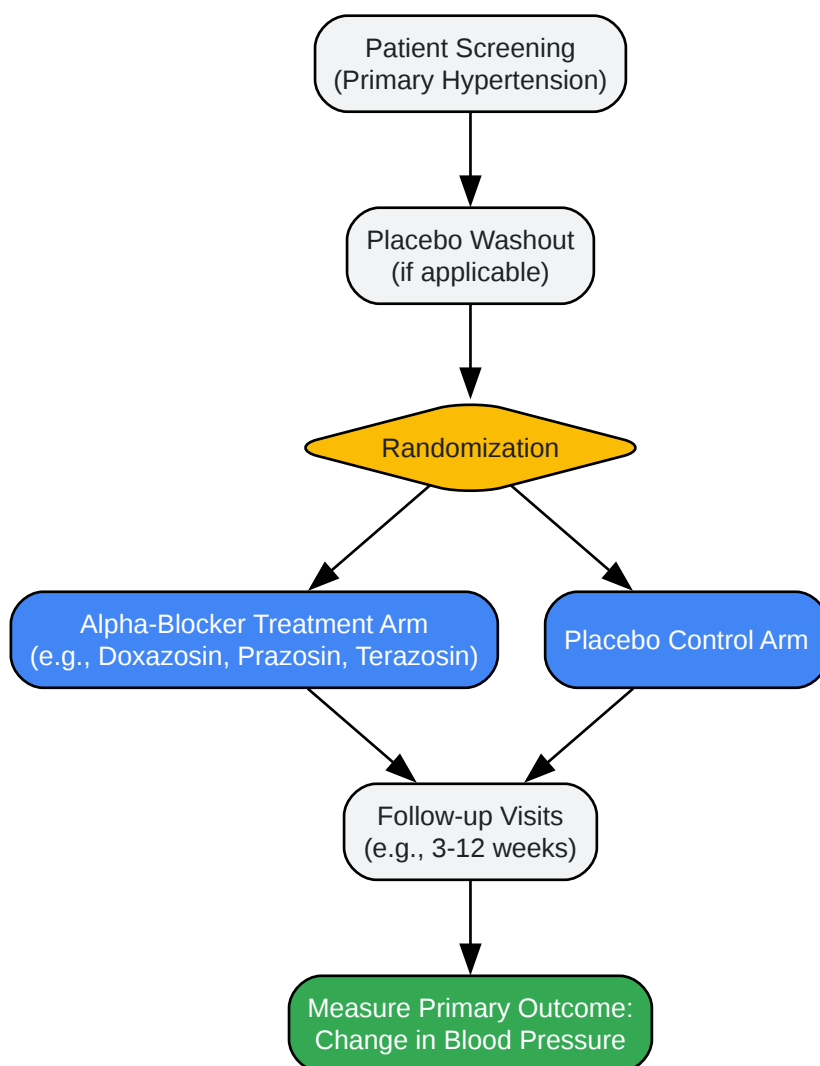 Patient Screening
(Primary Hypertension)
Placebo Washout
(if applicable)
Randomization
Alpha-Blocker Treatment Arm
(e.g., Doxazosin, Prazosin, Terazosin)
Placebo Control Arm
Follow-up Visits
(e.g., 3-12 weeks)
Measure Primary Outcome:
Change in Blood Pressure